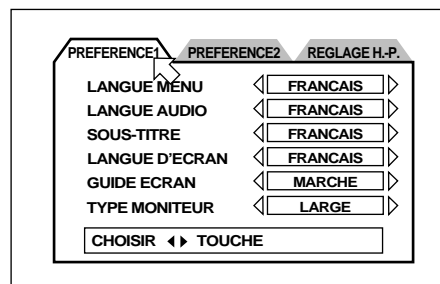 PREFERENCE1 PREFERENCE2 REGLAGE H.-P.
LANGUE MENU FRANCAIS
LANGUE AUDIO FRANCAIS
SOUS-TITRE FRANCAIS
LANGUE D'ECRAN FRANCAIS
GUIDE ECRAN MARCHE
TYPE MONITEUR LARGE
CHOISIR ◀▶ TOUCHE